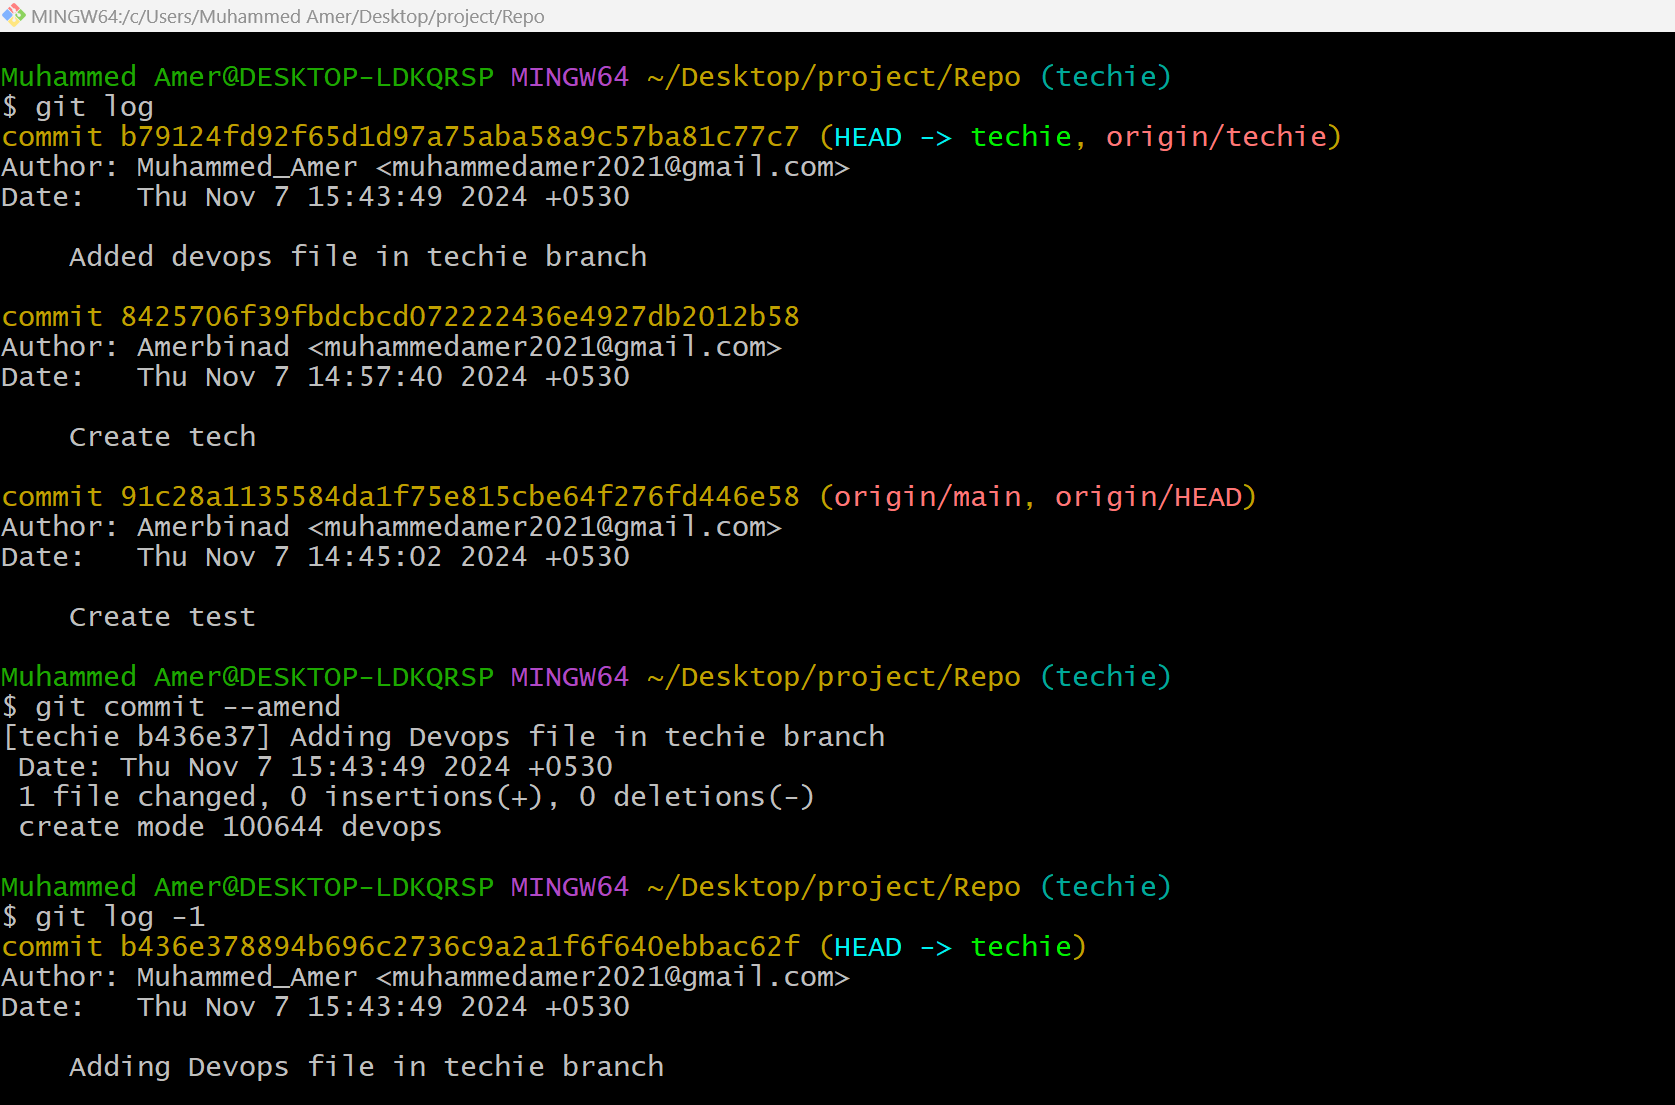 MINGW64:/c/Users/Muhammed Amer/Desktop/project/Repo
Muhammed Amer@DESKTOP-LDKQRSP MINGW64 ~/Desktop/project/Repo (techie)
$ git log
commit b79124fd92f65d1d97a75aba58a9c57ba81c77c7 (HEAD -> techie, origin/techie)
Author: Muhammed_Amer <muhammedamer2021@gmail.com>
Date:   Thu Nov 7 15:43:49 2024 +0530
    Added devops file in techie branch
commit 8425706f39fbdcbcd072222436e4927db2012b58
Author: Amerbinad <muhammedamer2021@gmail.com>
Date:   Thu Nov 7 14:57:40 2024 +0530
    Create tech
commit 91c28a1135584da1f75e815cbe64f276fd446e58 (origin/main, origin/HEAD)
Author: Amerbinad <muhammedamer2021@gmail.com>
Date:   Thu Nov 7 14:45:02 2024 +0530
    Create test
Muhammed Amer@DESKTOP-LDKQRSP MINGW64 ~/Desktop/project/Repo (techie)
$ git commit --amend
[techie b436e37] Adding Devops file in techie branch
 Date: Thu Nov 7 15:43:49 2024 +0530
 1 file changed, 0 insertions(+), 0 deletions(-)
 create mode 100644 devops
Muhammed Amer@DESKTOP-LDKQRSP MINGW64 ~/Desktop/project/Repo (techie)
$ git log -1
commit b436e378894b696c2736c9a2a1f6f640ebbac62f (HEAD -> techie)
Author: Muhammed_Amer <muhammedamer2021@gmail.com>
Date:   Thu Nov 7 15:43:49 2024 +0530
    Adding Devops file in techie branch